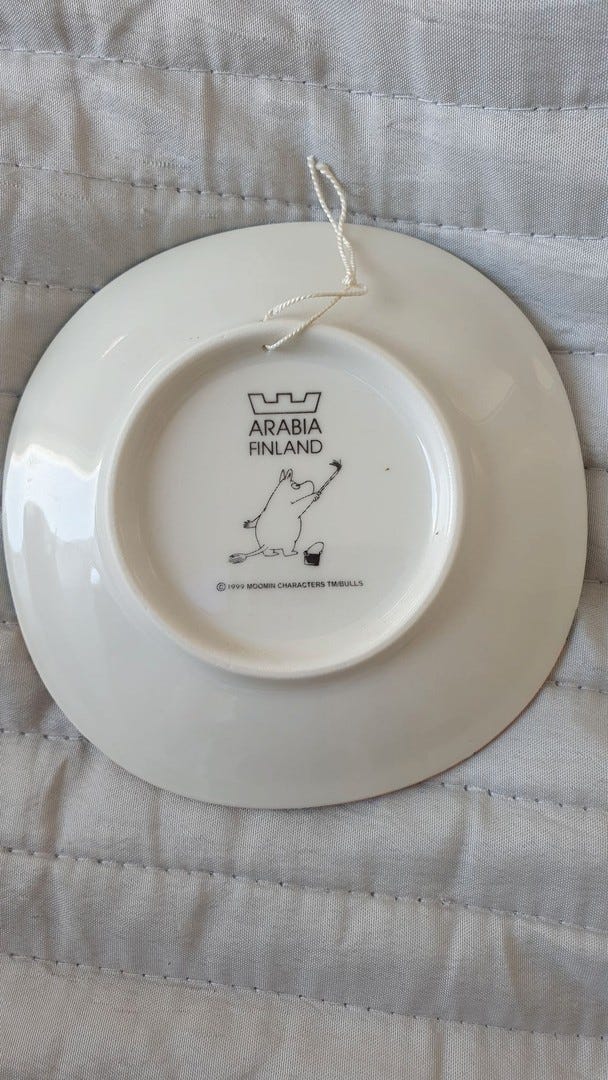 ARABIA
FINLAND
© 1999 MOOMIN CHARACTERS TM/BULLS